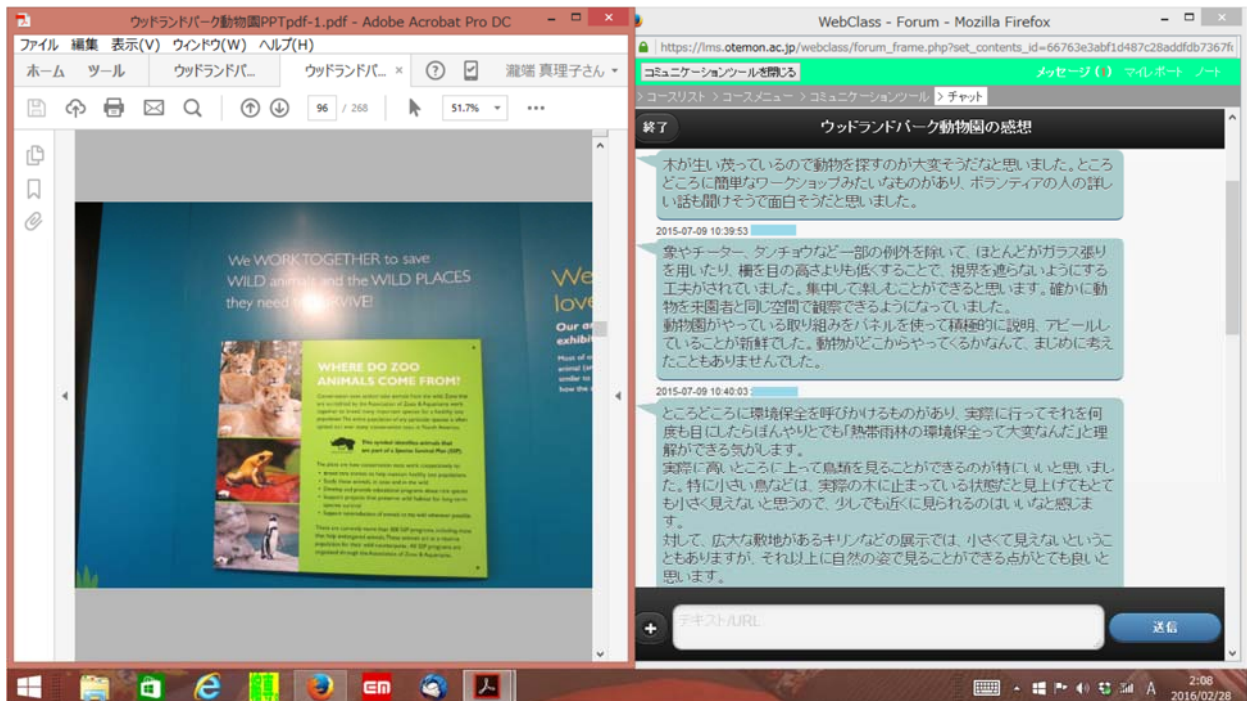 ウッドランドパーク動物園PPTpdf-1.pdf - Adobe Acrobat Pro DC
ファイル 編集 表示(V) ウィンドウ(W) ヘルプ(H)
ホーム ツール ウッドランドパ... ウッドランドパ... × 瀧端 真理子さん
96 / 268 51.7%
We WORK TOGETHER to save
WILD animals and the WILD PLACES
they need SURVIVE!
We
love
Our an
exhibit
Most of
WHERE DO ZOO
ANIMALS COME FROM?
This symbol identifies animals that
are part of a Species Survival Plan (SSP)
WebClass - Forum - Mozilla Firefox
https://lms.otemon.ac.jp/webclass/forum_frame.php?set_contents_id=66763e3abf1d487c28addfdb7367f
コミュニケーションツールを閉じる メッセージ (1) マイレポート ノート
> コースリスト > コースメニュー > コミュニケーションツール > チャット
終了 ウッドランドパーク動物園の感想
木が生い茂っているので動物を探すのが大変そうだなと思いました。ところ
どころに簡単なワークショップみたいなものがあり、ボランティアの人の詳し
い話も聞けそうで面白そうだと思いました。
2015-07-09 10:39:53
象やチーター、タンチョウなど一部の例外を除いて、ほとんどがガラス張り
を用いたり、柵を目の高さよりも低くすることで、視界を遮らないようにする
工夫がされていました。集中して楽しむことができると思います。確かに動
物を来園者と同じ空間で観察できるようになっていました。
動物園がやっている取り組みをパネルを使って積極的に説明、アピールし
ていることが新鮮でした。動物がどこからやってくるかなんて、まじめに考え
たこともありませんでした。
2015-07-09 10:40:03
ところどころに環境保全を呼びかけるものがあり、実際に行ってそれを何
度も目にしたらぼんやりとでも「熱帯雨林の環境保全って大変なんだ」と理
解ができる気がします。
実際に高いところに上って鳥類を見ることができるのが特にいいと思いまし
た。特に小さい鳥などは、実際の木に止まっている状態だと見上げてもとて
も小さく見えないと思うので、少しでも近くに見られるのはいいなと感じま
す。
対して、広大な敷地があるキリンなどの展示では、小さくて見えないというこ
ともありますが、それ以上に自然の姿で見ることができる点がとても良いと
思います。
テキスト/URL 送信
A 2:08
2016/02/28